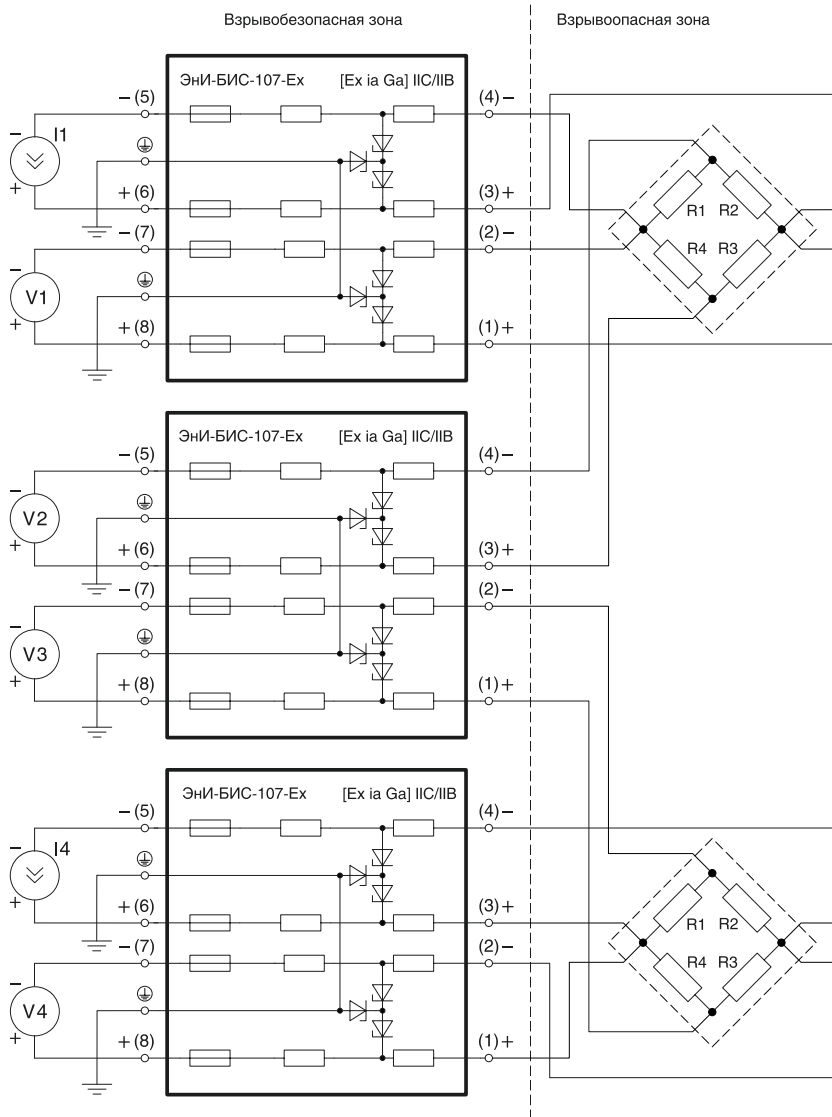 Взрывобезопасная зона
Взрывоопасная зона
ЭнИ-БИС-107-Ex [Ex ia Ga] IIC/IIB
− (5)
(4) −
− I1
+
+ (6)
(3) +
− (7)
(2) −
− V1
+
+ (8)
(1) +
R1 R2
R4 R3
ЭнИ-БИС-107-Ex [Ex ia Ga] IIC/IIB
− (5)
(4) −
− V2
+
+ (6)
(3) +
− (7)
(2) −
− V3
+
+ (8)
(1) +
ЭнИ-БИС-107-Ex [Ex ia Ga] IIC/IIB
− (5)
(4) −
− I4
+
+ (6)
(3) +
− (7)
(2) −
− V4
+
+ (8)
(1) +
R1 R2
R4 R3